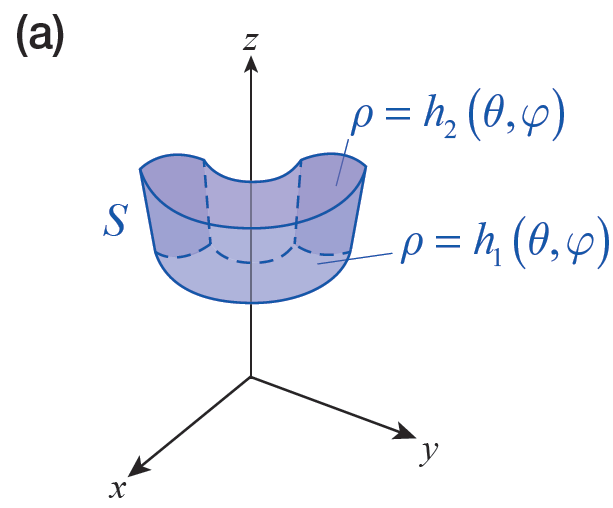 (a)
z
ρ = h₂ (θ,φ)
S
ρ = h₁ (θ,φ)
y
x